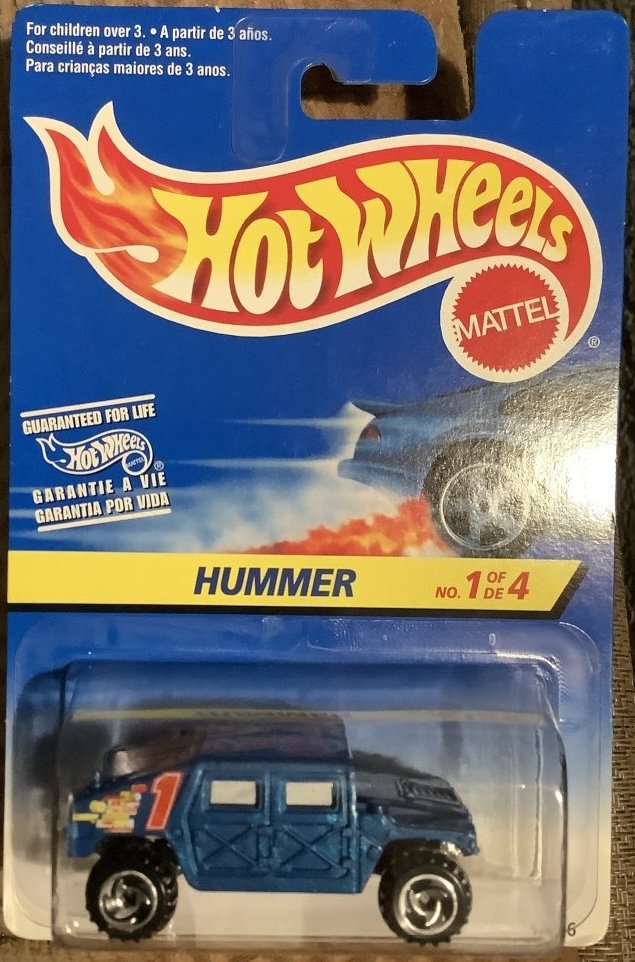 For children over 3. • A partir de 3 años.
Conseillé à partir de 3 ans.
Para crianças maiores de 3 anos.
HOT WHEELS
MATTEL
®
GUARANTEED FOR LIFE
HOT WHEELS
MATTEL
®
GARANTIE A VIE
GARANTIA POR VIDA
HUMMER
NO. 1 OF DE 4
1